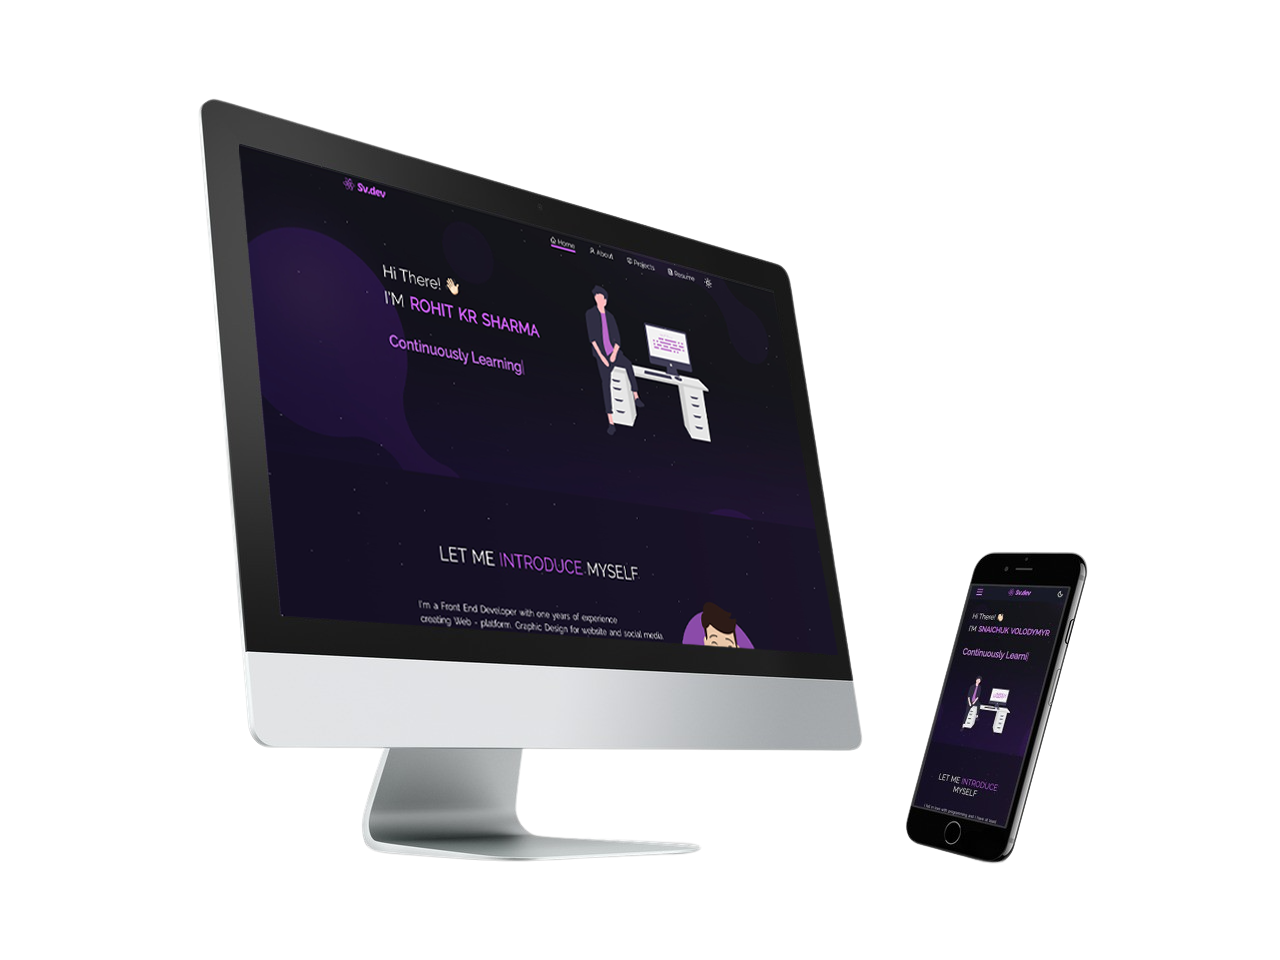 Sv.dev
Home About Projects Resume
Hi There! 👋🏻
I'M ROHIT KR SHARMA
Continuously Learning|
LET ME INTRODUCE MYSELF
I'm a Front End Developer with one years of experience
creating Web - platform. Graphic Design for website and social media.
Sv.dev
Hi There! 👋🏻
I'M SNAICHUK VOLODYMYR
Continuously Learni|
LET ME INTRODUCE
MYSELF
I fell in love with programming and I have at least